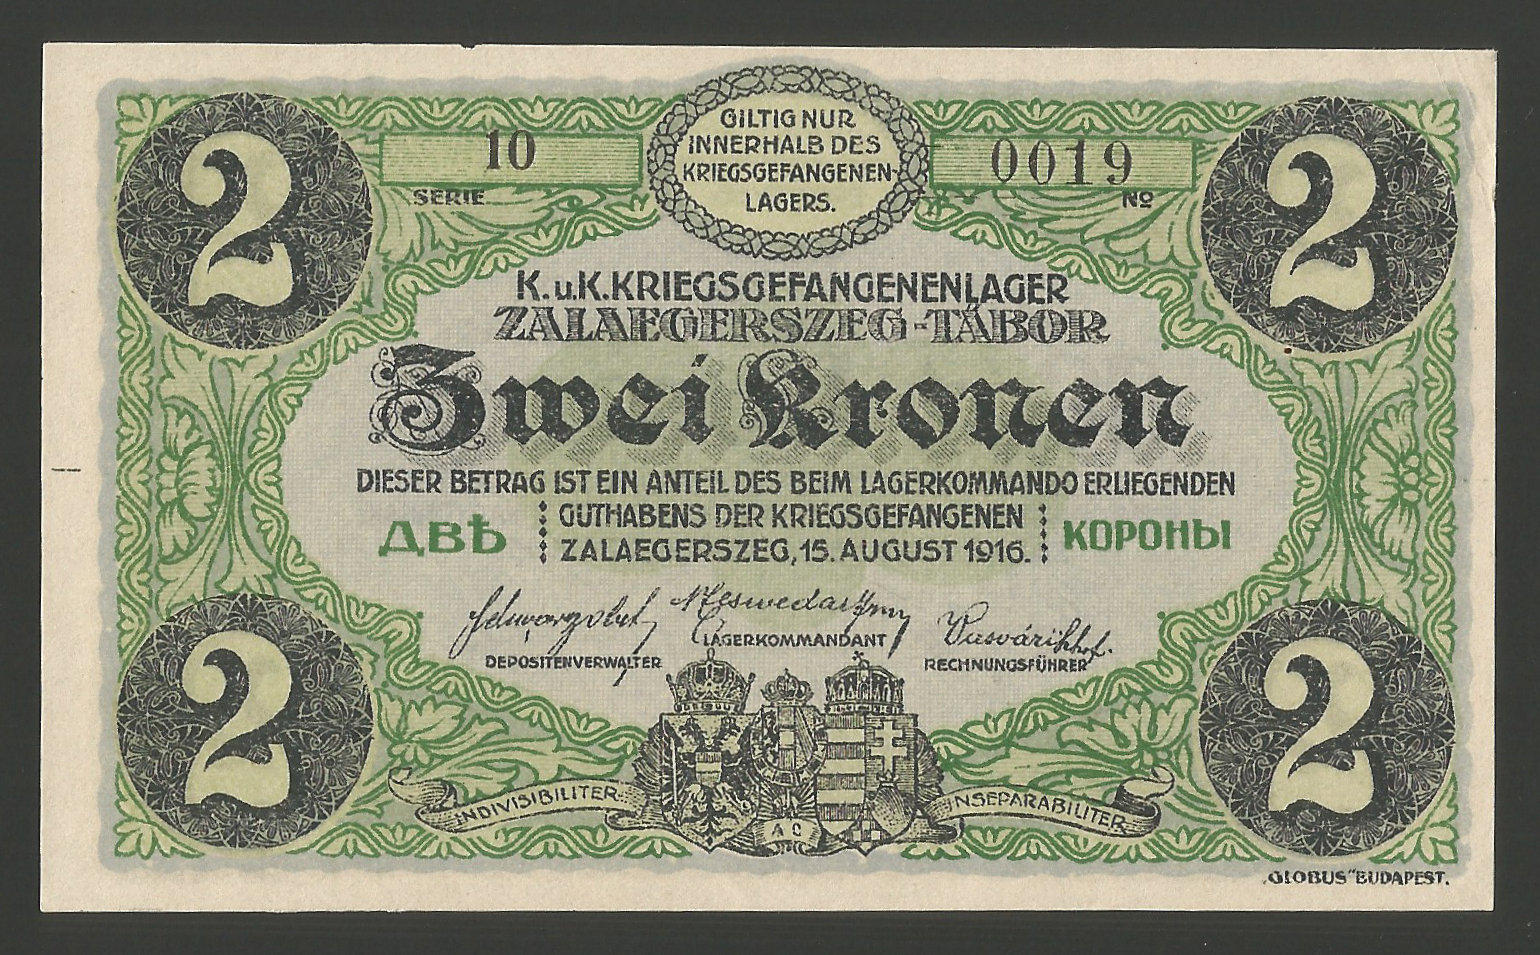 2
10
SERIE
GILTIG NUR
INNERHALB DES
KRIEGSGEFANGENEN-
LAGERS.
0019
No
2
K.u.K.KRIEGSGEFANGENENLAGER
ZALAEGERSZEG-TÁBOR
Zwei Kronen
DIESER BETRAG IST EIN ANTEIL DES BEIM LAGERKOMMANDO ERLIEGENDEN
GUTHABENS DER KRIEGSGEFANGENEN
ДВѢ
ZALAEGERSZEG, 15. AUGUST 1916.
КОРОНЫ
DEPOSITENVERWALTER
LAGERKOMMANDANT
RECHNUNGSFÜHRER
2
INDIVISIBILITER
INSEPARABILITER
2
„GLOBUS" BUDAPEST.